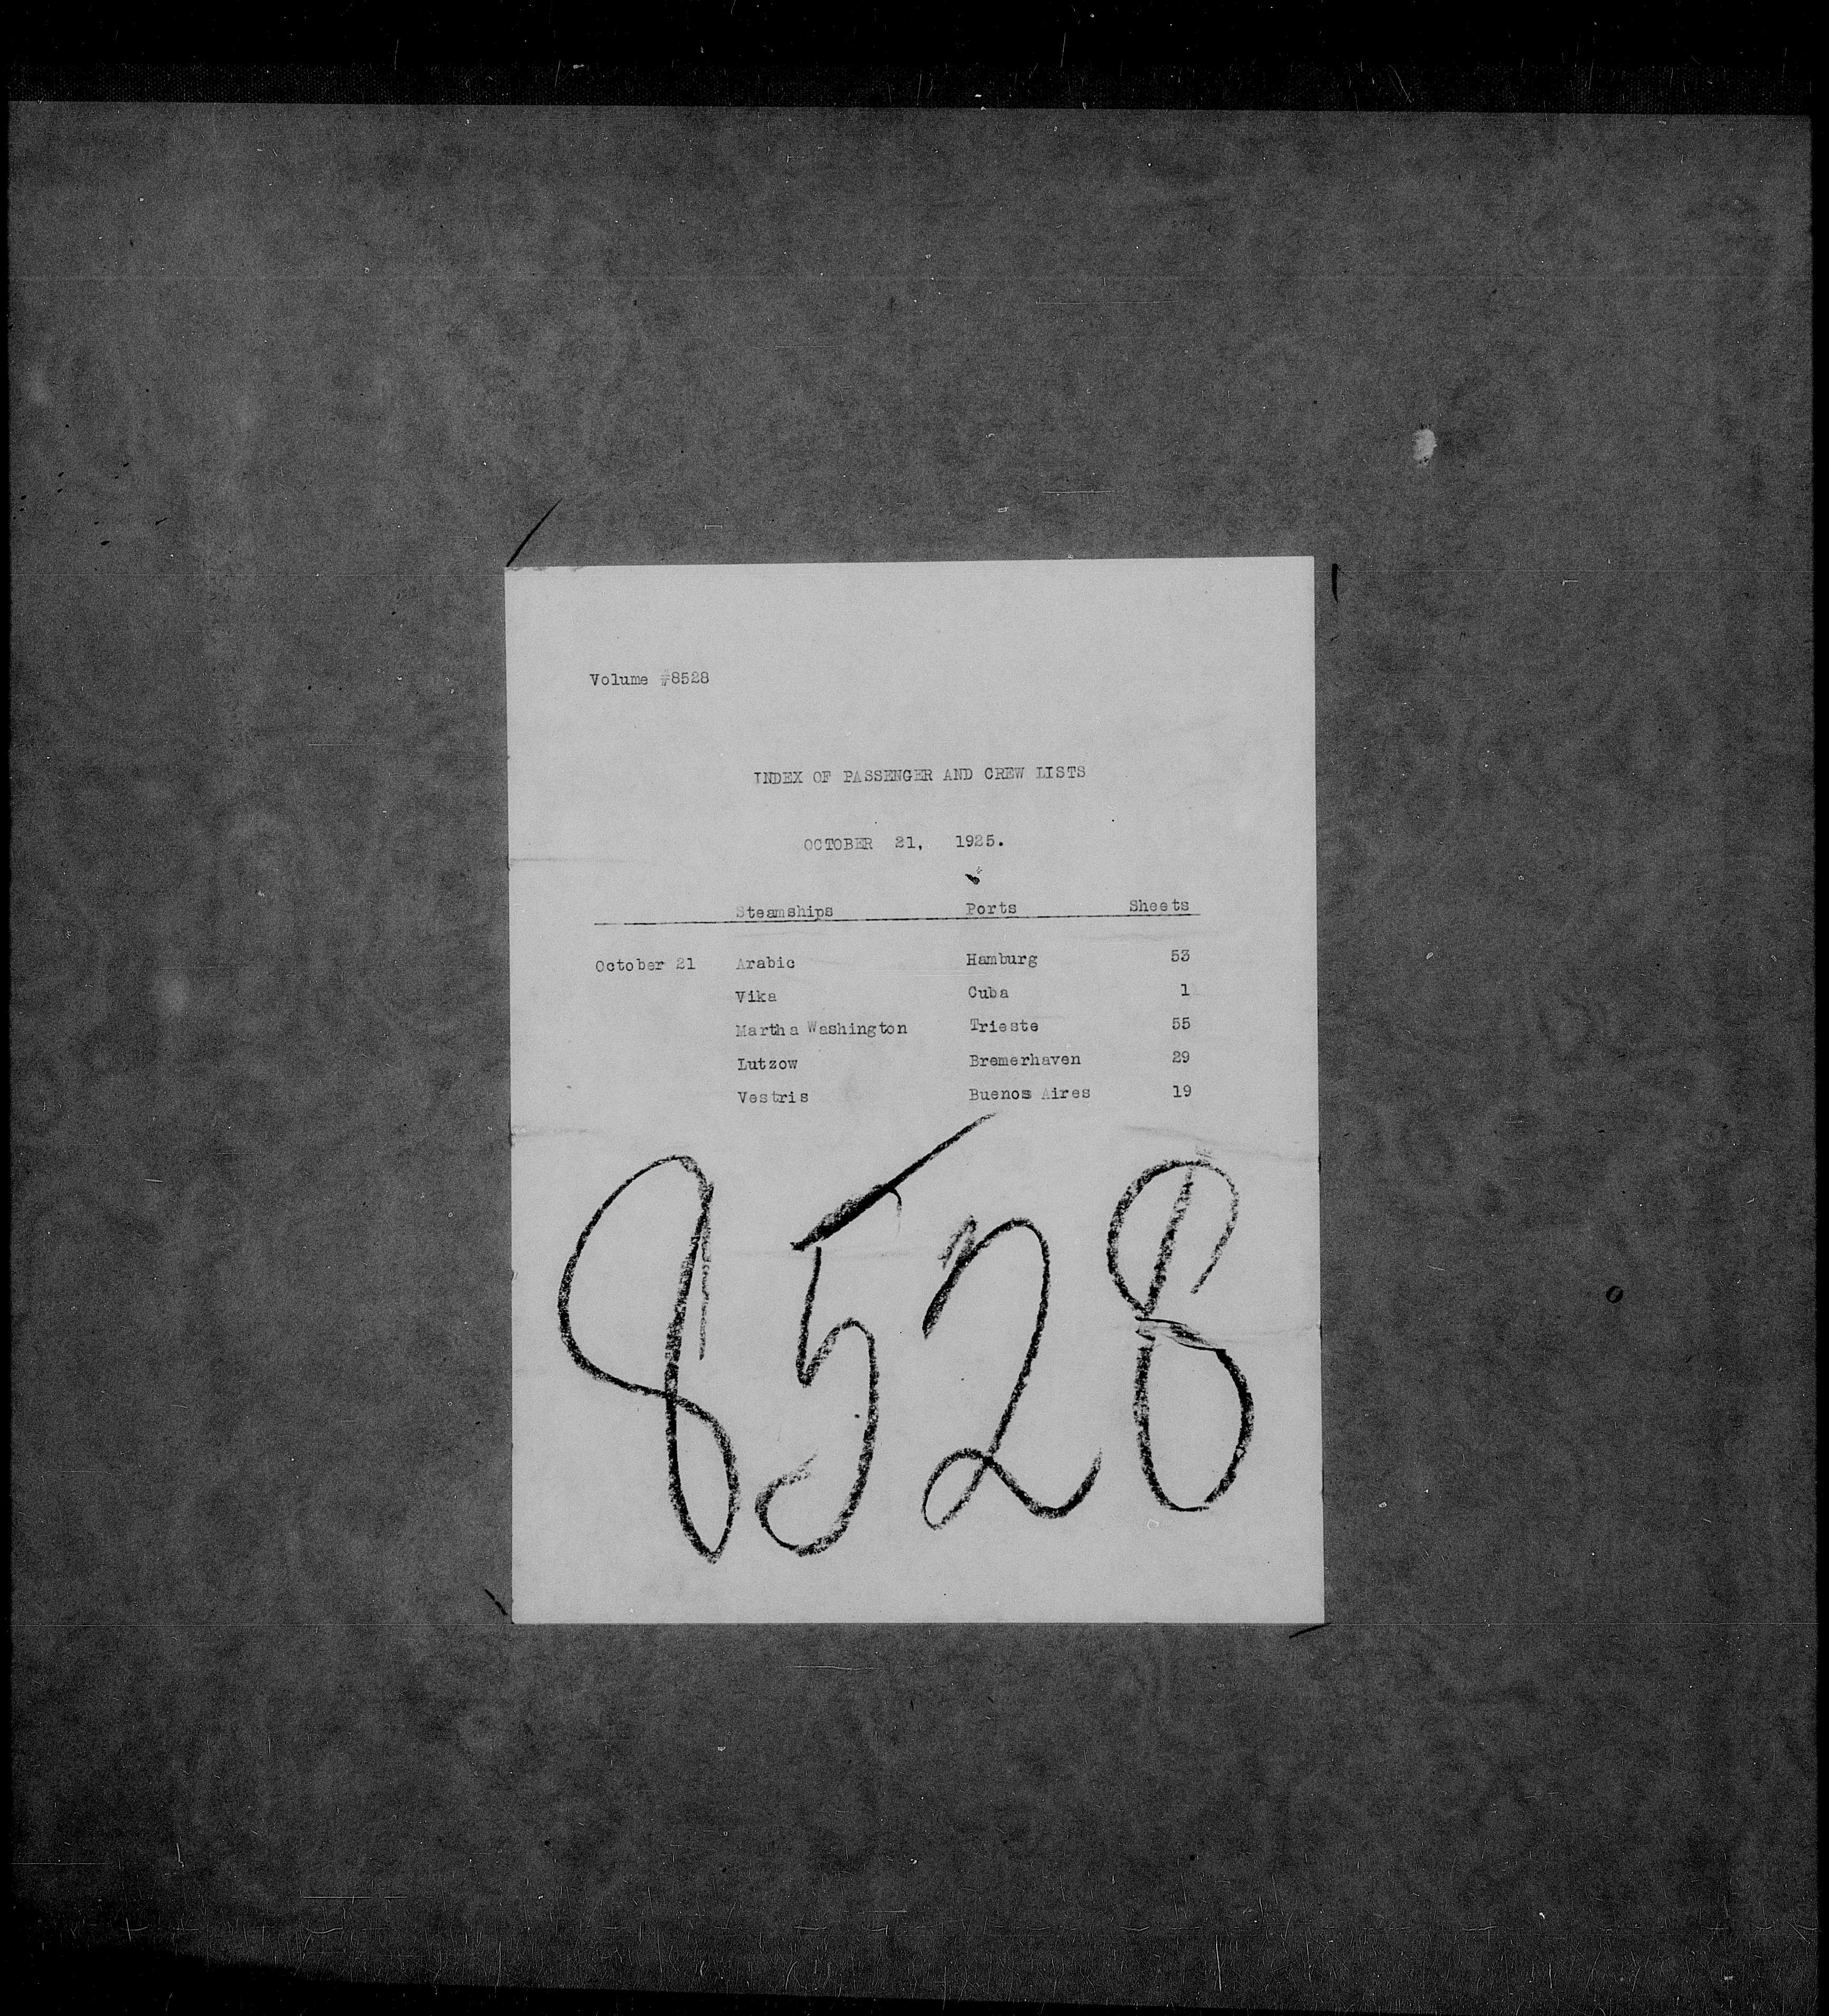 Volume #8528
INDEX OF PASSENGER AND CREW LISTS
OCTOBER 21, 1925.
Steamships Ports Sheets
October 21 Arabic Hamburg 53
Vika Cuba 1
Martha Washington Trieste 55
Lutzow Bremerhaven 29
Vestris Buenos Aires 19
8528